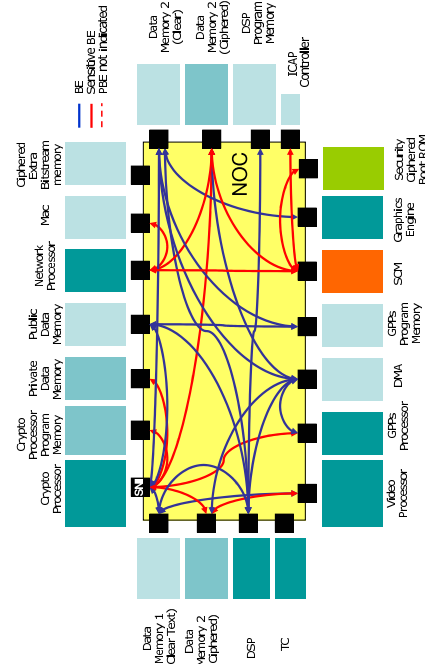 Data
Memory 2
(Clear)
Data
Memory 2
(Ciphered)
DSP
Program
Memory
ICAP
Controller
BE
Sensitive BE
PBE not indicated
Ciphered
Extra
Bitstream
memory
Mac
Network
Processor
Public
Data
Memory
Private
Data
Memory
Crypto
Processor
Program
Memory
Crypto
Processor
NOC
SM
Security
Ciphered
Boot ROM
Graphics
Engine
SCM
GPPs
Program
Memory
DMA
GPPs
Processor
Video
Processor
Data
Memory 1
Clear Text)
Data
Memory 2
Ciphered)
DSP
TC